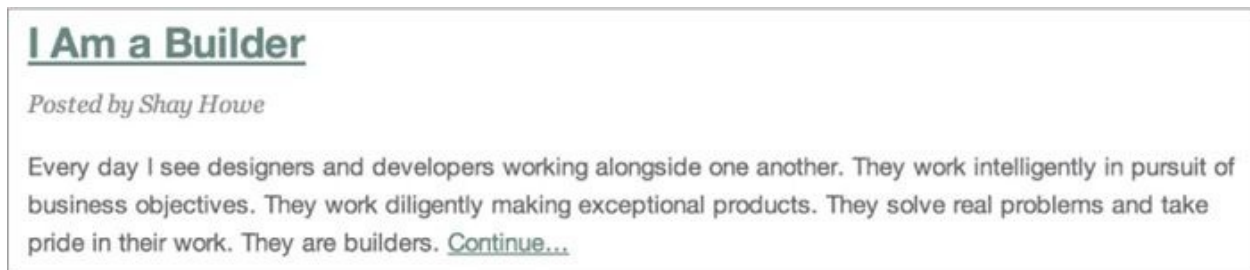 I Am a Builder
Posted by Shay Howe
Every day I see designers and developers working alongside one another. They work intelligently in pursuit of
business objectives. They work diligently making exceptional products. They solve real problems and take
pride in their work. They are builders. Continue…